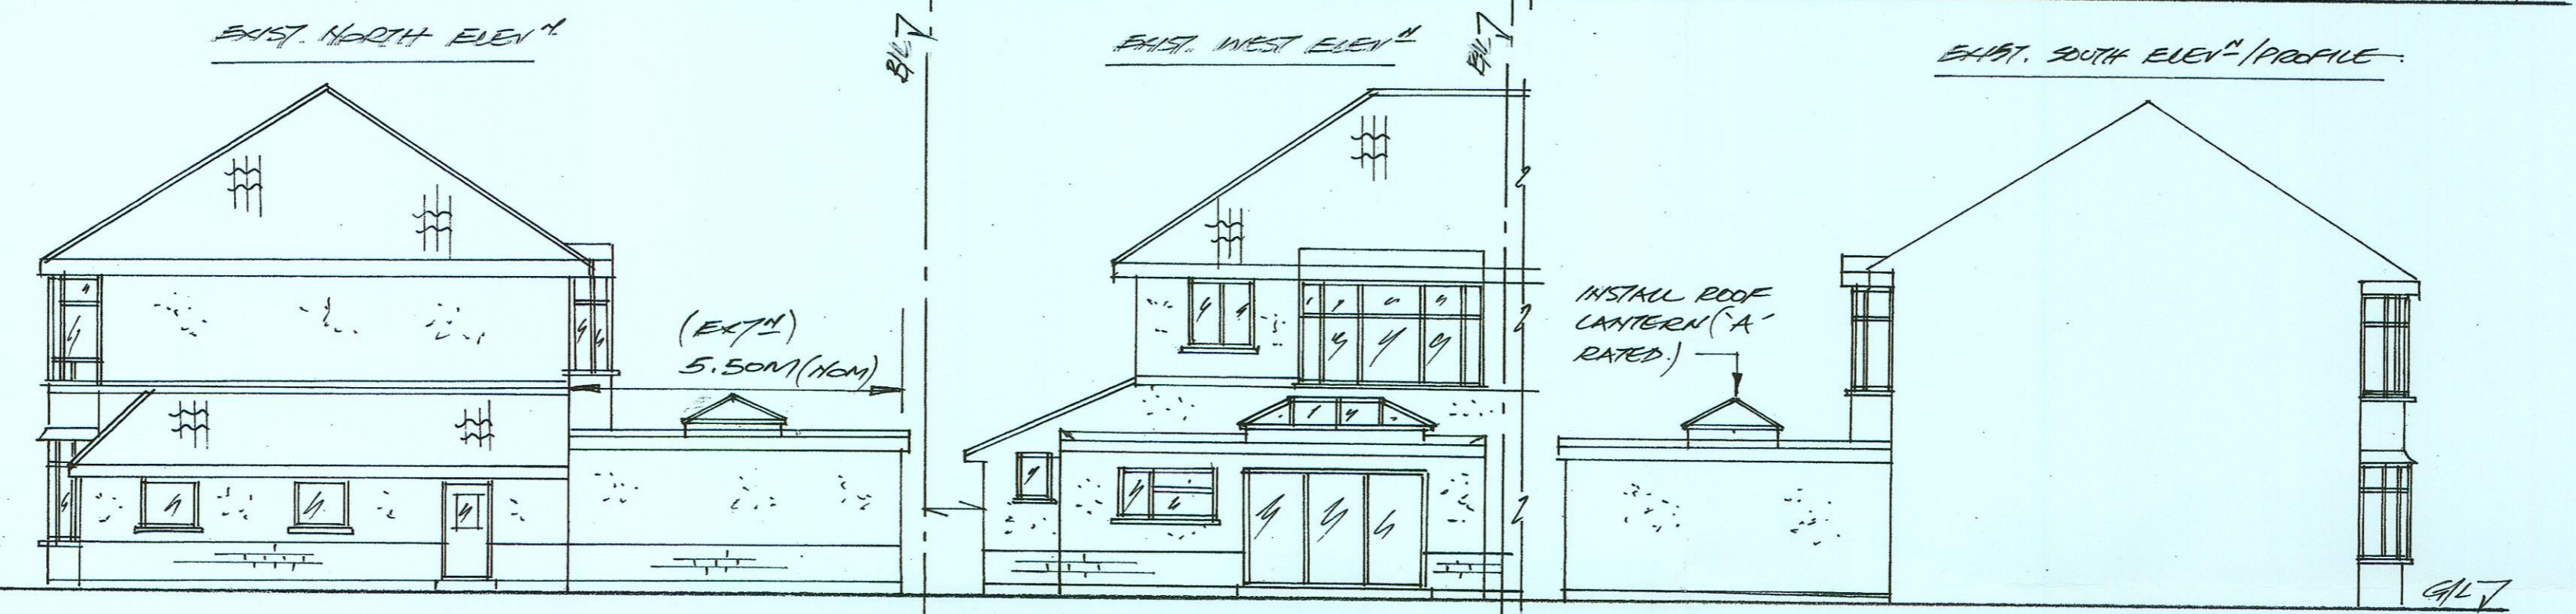 EXIST. NORTH ELEVN
B/L
EXIST. WEST ELEVN
B/L
EXIST. SOUTH ELEVN/PROFILE
(EXTN)
5.50M (NOM)
INSTALL ROOF
LANTERN ('A'
RATED.)
G/L